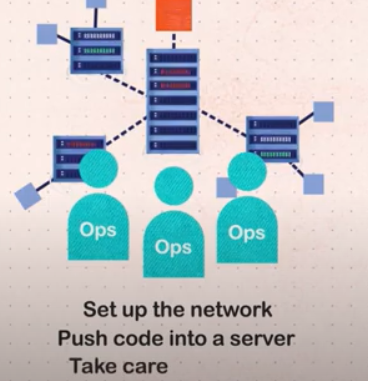 Ops
Ops
Ops
Set up the network
Push code into a server
Take care